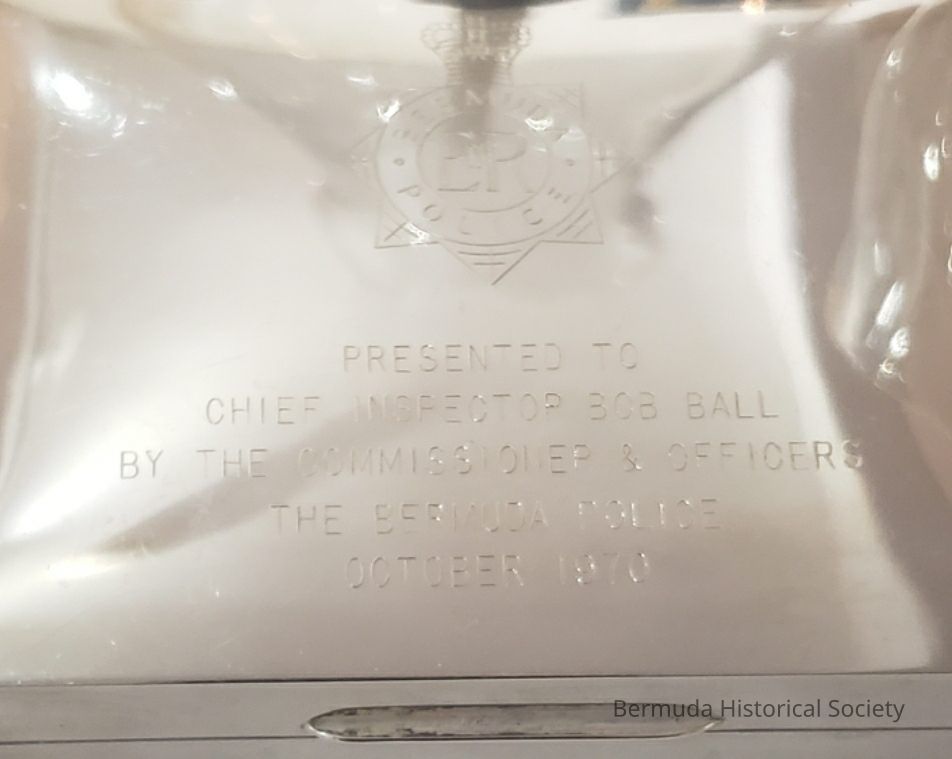 BERMUDA
ER
POLICE
PRESENTED TO
CHIEF INSPECTOR BOB BALL
BY THE COMMISSIONER & OFFICERS
THE BERMUDA POLICE
OCTOBER 1970
Bermuda Historical Society